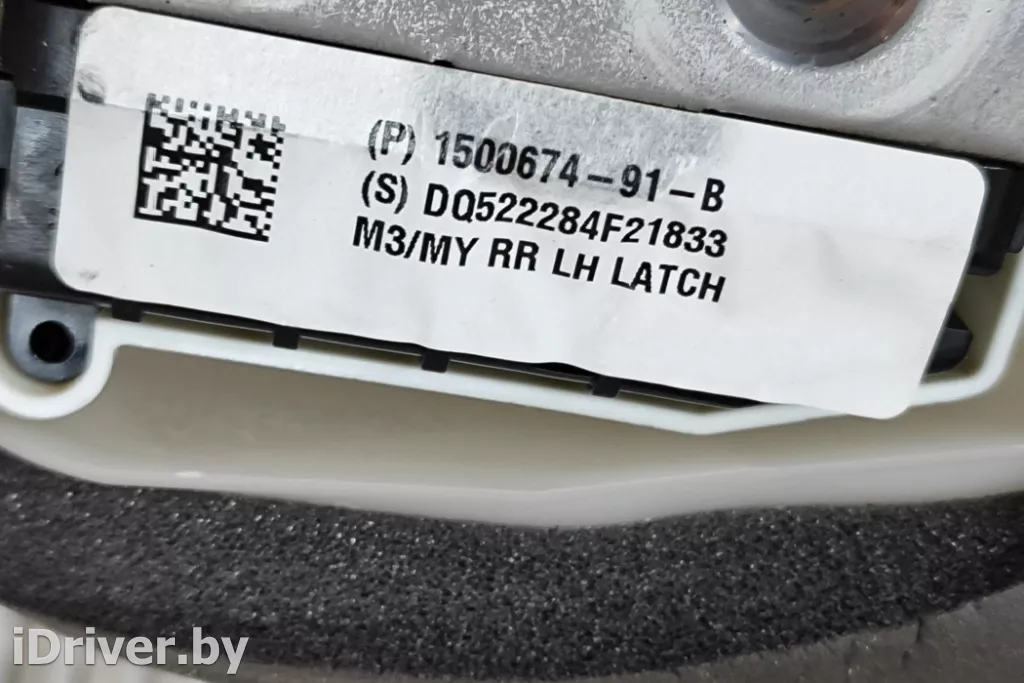 (P) 1500674-91-B
(S) DQ522284F21833
M3/MY RR LH LATCH
iDriver.by